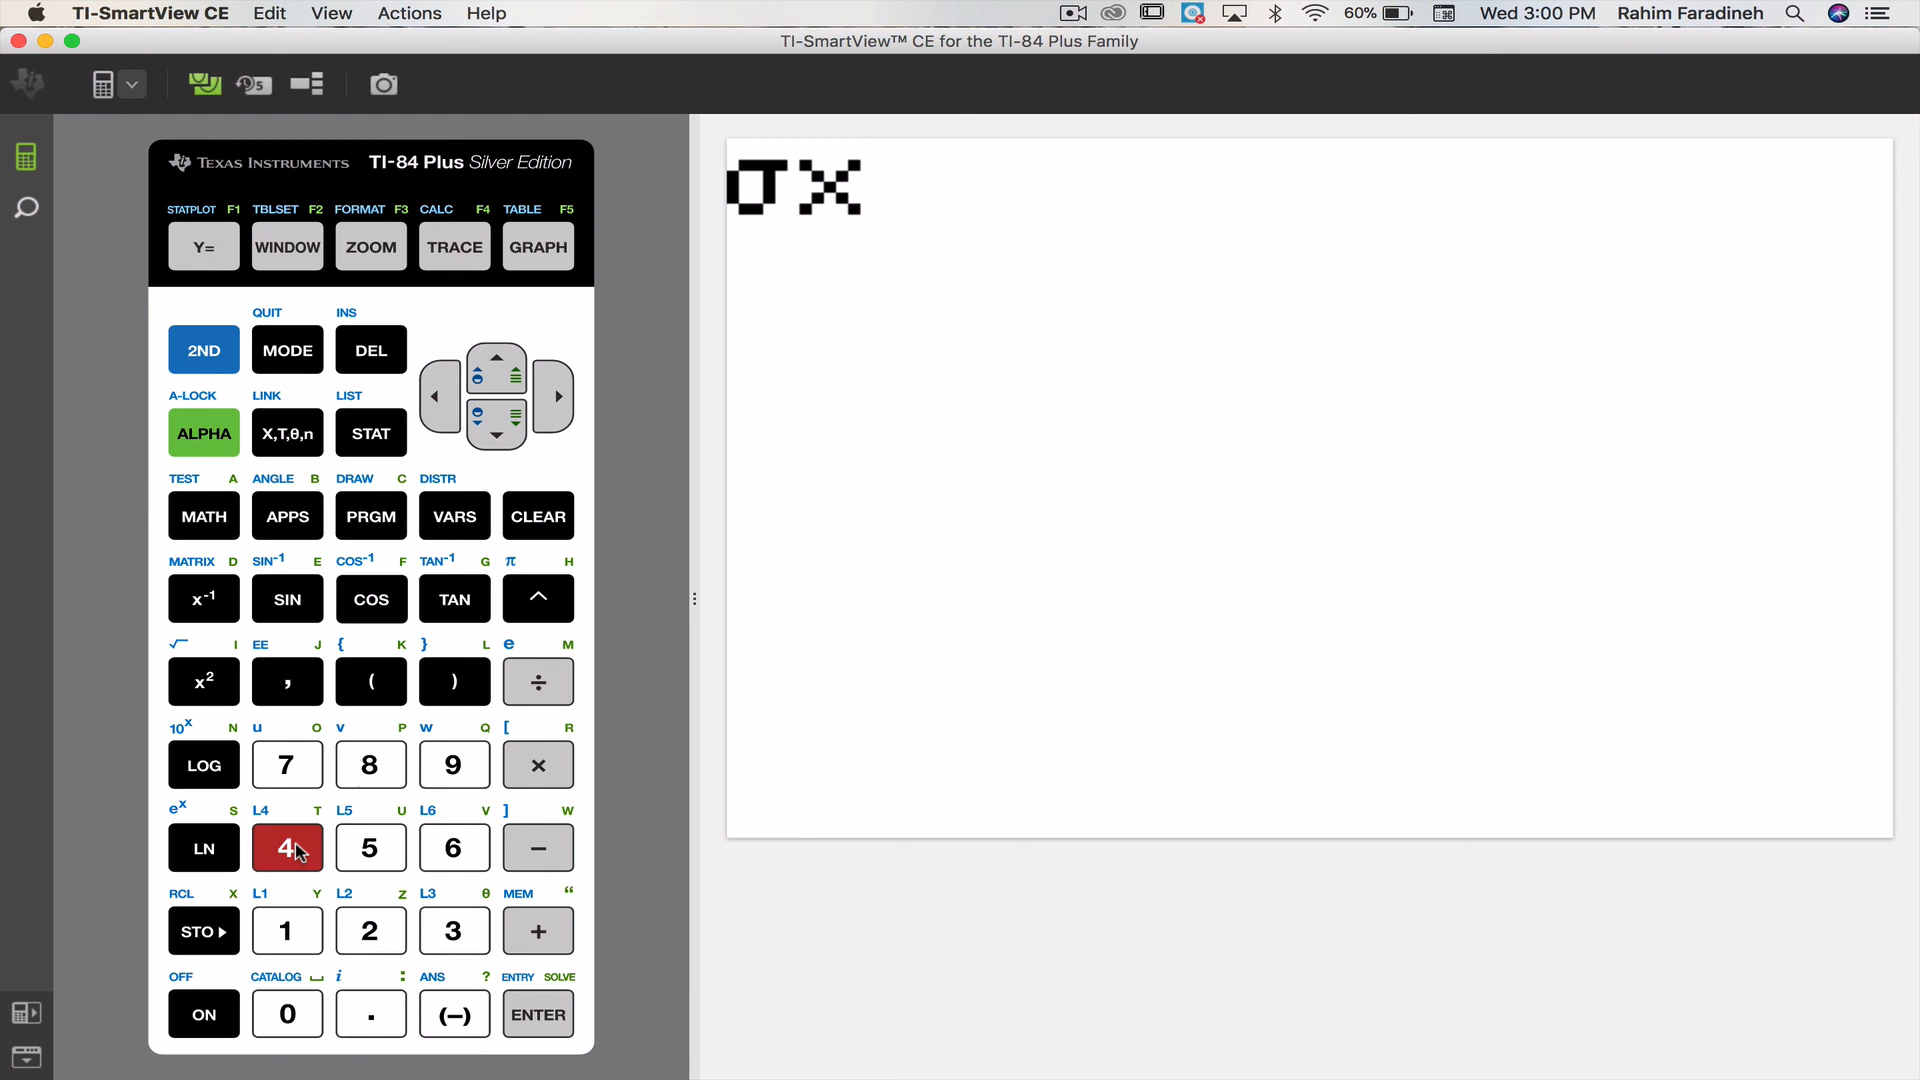 TI-SmartView CE Edit View Actions Help 60% Wed 3:00 PM Rahim Faradineh
TI-SmartView™ CE for the TI-84 Plus Family
TEXAS INSTRUMENTS TI-84 Plus Silver Edition
STATPLOT F1 TBLSET F2 FORMAT F3 CALC F4 TABLE F5
Y= WINDOW ZOOM TRACE GRAPH
σx
QUIT INS
2ND MODE DEL
A-LOCK LINK LIST
ALPHA X,T,θ,n STAT
TEST A ANGLE B DRAW C DISTR
MATH APPS PRGM VARS CLEAR
MATRIX D SIN⁻¹ E COS⁻¹ F TAN⁻¹ G π H
x⁻¹ SIN COS TAN ^
√ I EE J { K } L e M
x² , ( ) ÷
10ˣ N u O v P w Q [ R
LOG 7 8 9 ×
eˣ S L4 T L5 U L6 V ] W
LN 4 5 6 −
RCL X L1 Y L2 Z L3 θ MEM “
STO▸ 1 2 3 +
OFF CATALOG ⎵ i : ANS ? ENTRY SOLVE
ON 0 . (−) ENTER